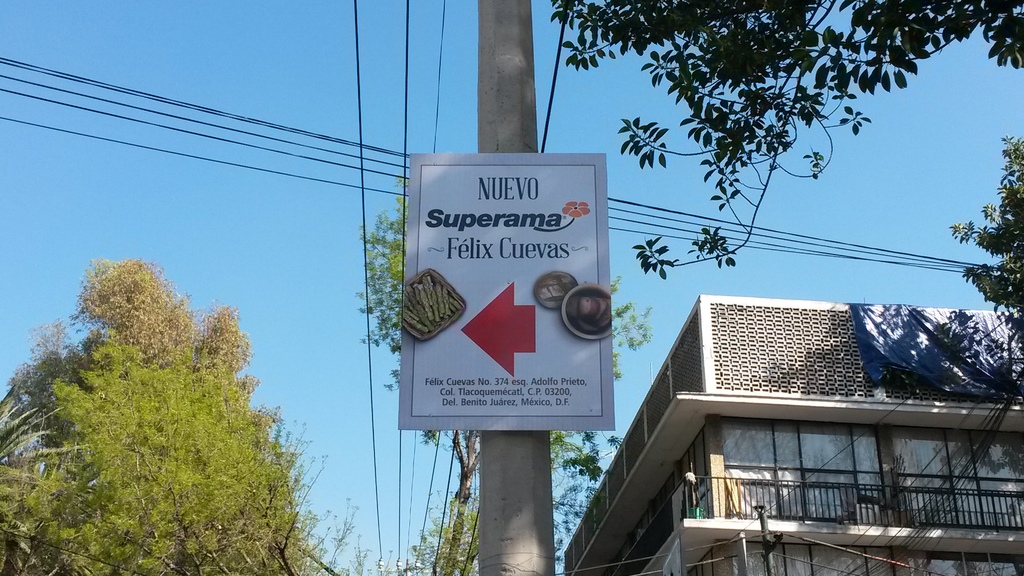 NUEVO
Superama
~Félix Cuevas~
Félix Cuevas No. 374 esq. Adolfo Prieto,
Col. Tlacoquemécatl, C.P. 03200,
Del. Benito Juárez, México, D.F.